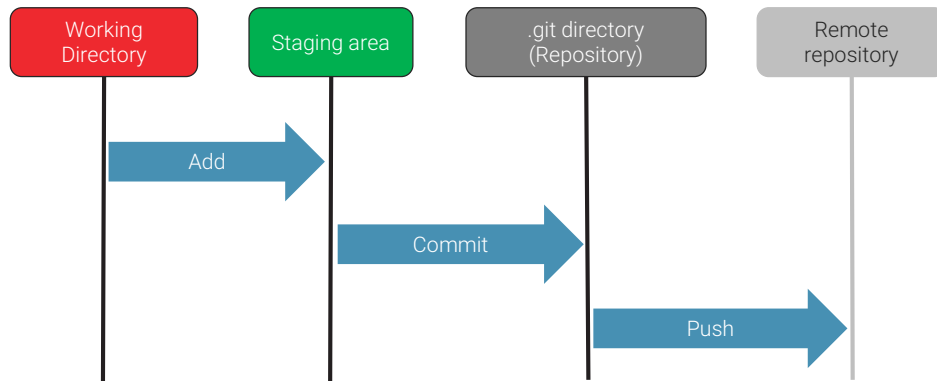 Working
Directory
Staging area
.git directory
(Repository)
Remote
repository
Add
Commit
Push